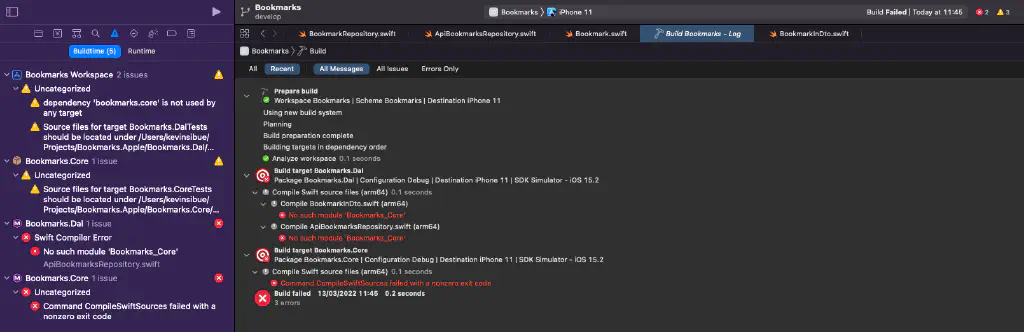 Bookmarks
develop
Bookmarks
iPhone 11
Build Failed | Today at 11:45
2
3
BookmarkRepository.swift
ApiBookmarksRepository.swift
Bookmark.swift
Build Bookmarks - Log
BookmarkInDto.swift
Buildtime (5)
Runtime
Bookmarks
Build
All
Recent
All Messages
All Issues
Errors Only
Bookmarks Workspace 2 issues
Uncategorized
dependency 'bookmarks.core' is not used by
any target
Source files for target Bookmarks.DalTests
should be located under /Users/kevinsibue/
Projects/Bookmarks.Apple/Bookmarks.Dal/...
Bookmarks.Core 1 issue
Uncategorized
Source files for target Bookmarks.CoreTests
should be located under /Users/kevinsibue/
Projects/Bookmarks.Apple/Bookmarks.Core/...
Bookmarks.Dal 1 issue
Swift Compiler Error
No such module 'Bookmarks_Core'
ApiBookmarksRepository.swift
Bookmarks.Core 1 issue
Uncategorized
Command CompileSwiftSources failed with a
nonzero exit code
Prepare build
Workspace Bookmarks | Scheme Bookmarks | Destination iPhone 11
Using new build system
Planning
Build preparation complete
Building targets in dependency order
Analyze workspace 0.1 seconds
Build target Bookmarks.Dal
Package Bookmarks.Dal | Configuration Debug | Destination iPhone 11 | SDK Simulator - iOS 15.2
Compile Swift source files (arm64) 0.1 seconds
Compile BookmarkInDto.swift (arm64)
No such module 'Bookmarks_Core'
Compile ApiBookmarksRepository.swift (arm64)
No such module 'Bookmarks_Core'
Build target Bookmarks.Core
Package Bookmarks.Core | Configuration Debug | Destination iPhone 11 | SDK Simulator - iOS 15.2
Compile Swift source files (arm64) 0.1 seconds
Command CompileSwiftSources failed with a nonzero exit code
Build failed 13/03/2022 11:45 0.2 seconds
3 errors